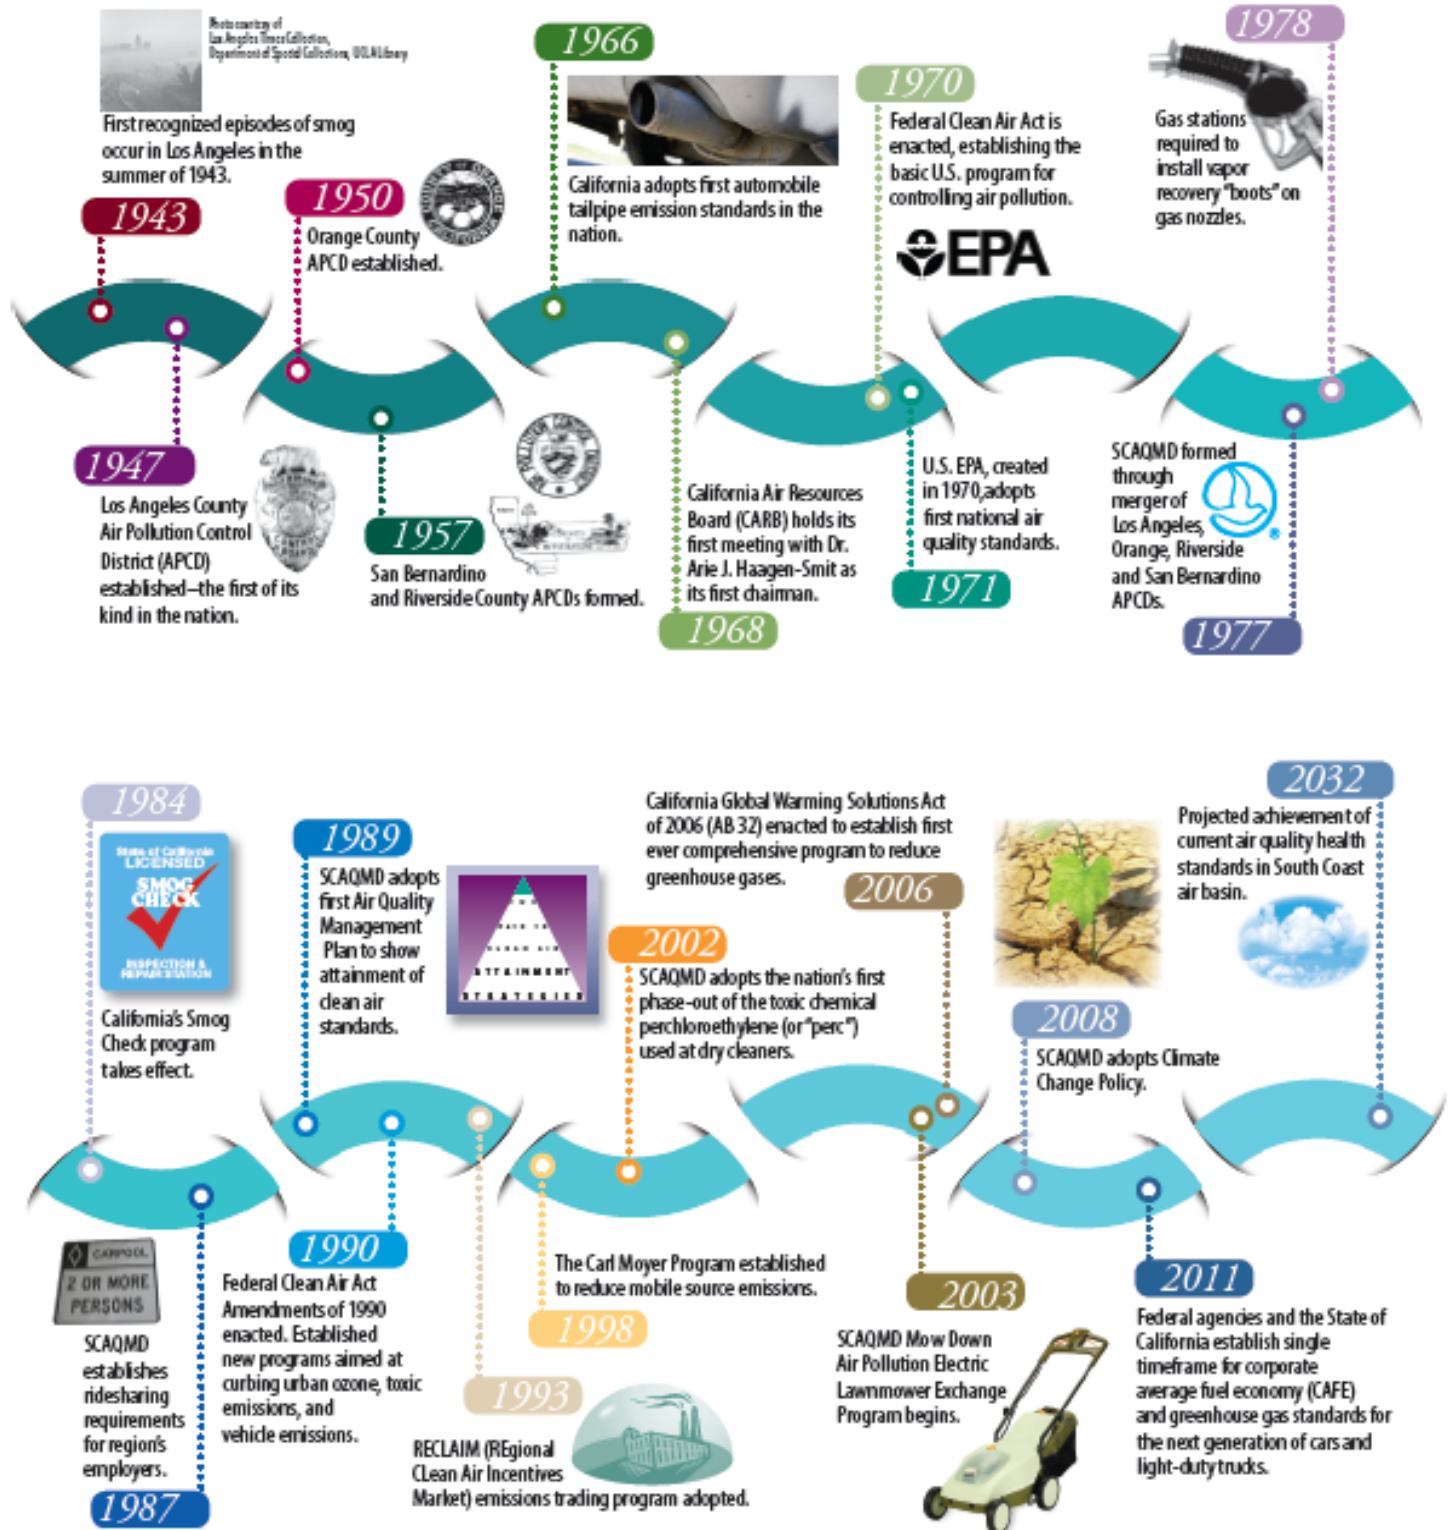 Photo courtesy of
Los Angeles Times Collection,
Department of Special Collections, UCLA Library
First recognized episodes of smog
occur in Los Angeles in the
summer of 1943.
1943
1947
Los Angeles County
Air Pollution Control
District (APCD)
established–the first of its
kind in the nation.
1950
Orange County
APCD established.
1957
San Bernardino
and Riverside County APCDs formed.
1966
California adopts first automobile
tailpipe emission standards in the
nation.
California Air Resources
Board (CARB) holds its
first meeting with Dr.
Arie J. Haagen-Smit as
its first chairman.
1968
1970
Federal Clean Air Act is
enacted, establishing the
basic U.S. program for
controlling air pollution.
EPA
U.S. EPA, created
in 1970,adopts
first national air
quality standards.
1971
SCAQMD formed
through
merger of
Los Angeles,
Orange, Riverside
and San Bernardino
APCDs.
1977
1978
Gas stations
required to
install vapor
recovery "boots" on
gas nozzles.
1984
State of California
LICENSED
SMOG
CHECK
INSPECTION &
REPAIR STATION
California's Smog
Check program
takes effect.
CARPOOL
2 OR MORE
PERSONS
SCAQMD
establishes
ridesharing
requirements
for region's
employers.
1987
1989
SCAQMD adopts
first Air Quality
Management
Plan to show
attainment of
clean air
standards.
ATTAINMENT
STRATEGIES
1990
Federal Clean Air Act
Amendments of 1990
enacted. Established
new programs aimed at
curbing urban ozone, toxic
emissions, and
vehicle emissions.
1993
RECLAIM (REgional
CLean Air Incentives
Market) emissions trading program adopted.
The Carl Moyer Program established
to reduce mobile source emissions.
1998
2002
SCAQMD adopts the nation's first
phase-out of the toxic chemical
perchloroethylene (or "perc")
used at dry cleaners.
2003
SCAQMD Mow Down
Air Pollution Electric
Lawnmower Exchange
Program begins.
California Global Warming Solutions Act
of 2006 (AB 32) enacted to establish first
ever comprehensive program to reduce
greenhouse gases.
2006
2008
SCAQMD adopts Climate
Change Policy.
2011
Federal agencies and the State of
California establish single
timeframe for corporate
average fuel economy (CAFE)
and greenhouse gas standards for
the next generation of cars and
light-duty trucks.
2032
Projected achievement of
current air quality health
standards in South Coast
air basin.